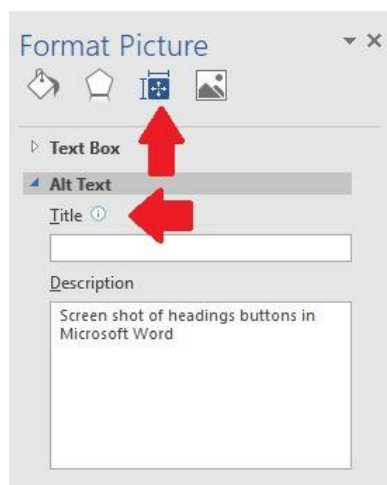 Format Picture
Text Box
Alt Text
Title
Description
Screen shot of headings buttons in
Microsoft Word